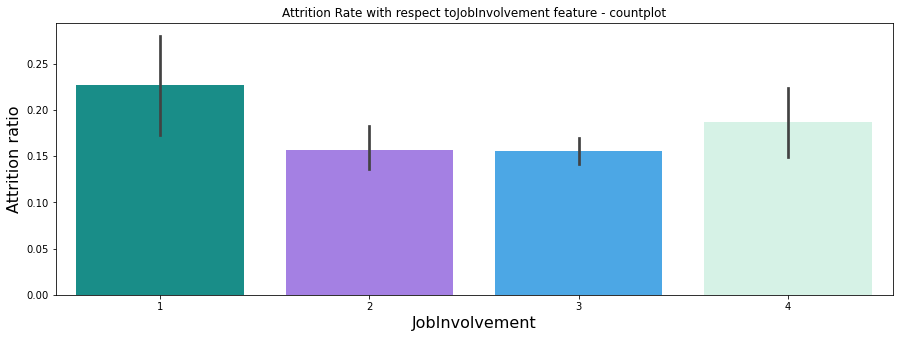 Attrition Rate with respect toJobInvolvement feature - countplot
Attrition ratio
0.25
0.20
0.15
0.10
0.05
0.00
1 2 3 4
JobInvolvement